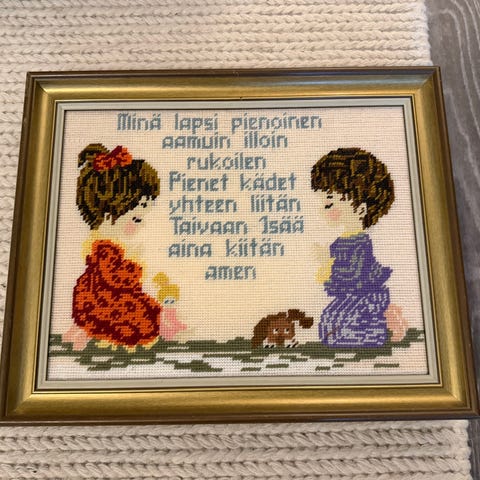 Minä lapsi pienoinen
aamuin illoin
rukoilen
Pienet kädet
yhteen liitän
Taivaan Isää
aina kiitän
amen